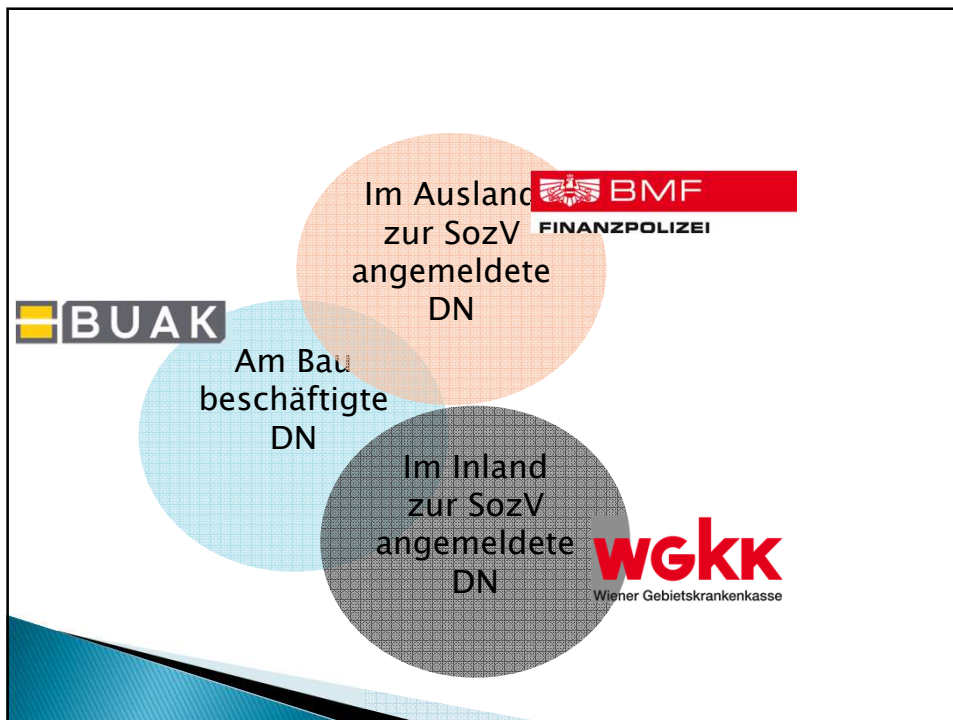 Im Ausland
zur SozV
angemeldete
DN
BMF
FINANZPOLIZEI
BUAK
Am Bau
beschäftigte
DN
Im Inland
zur SozV
angemeldete
DN
WGKK
Wiener Gebietskrankenkasse